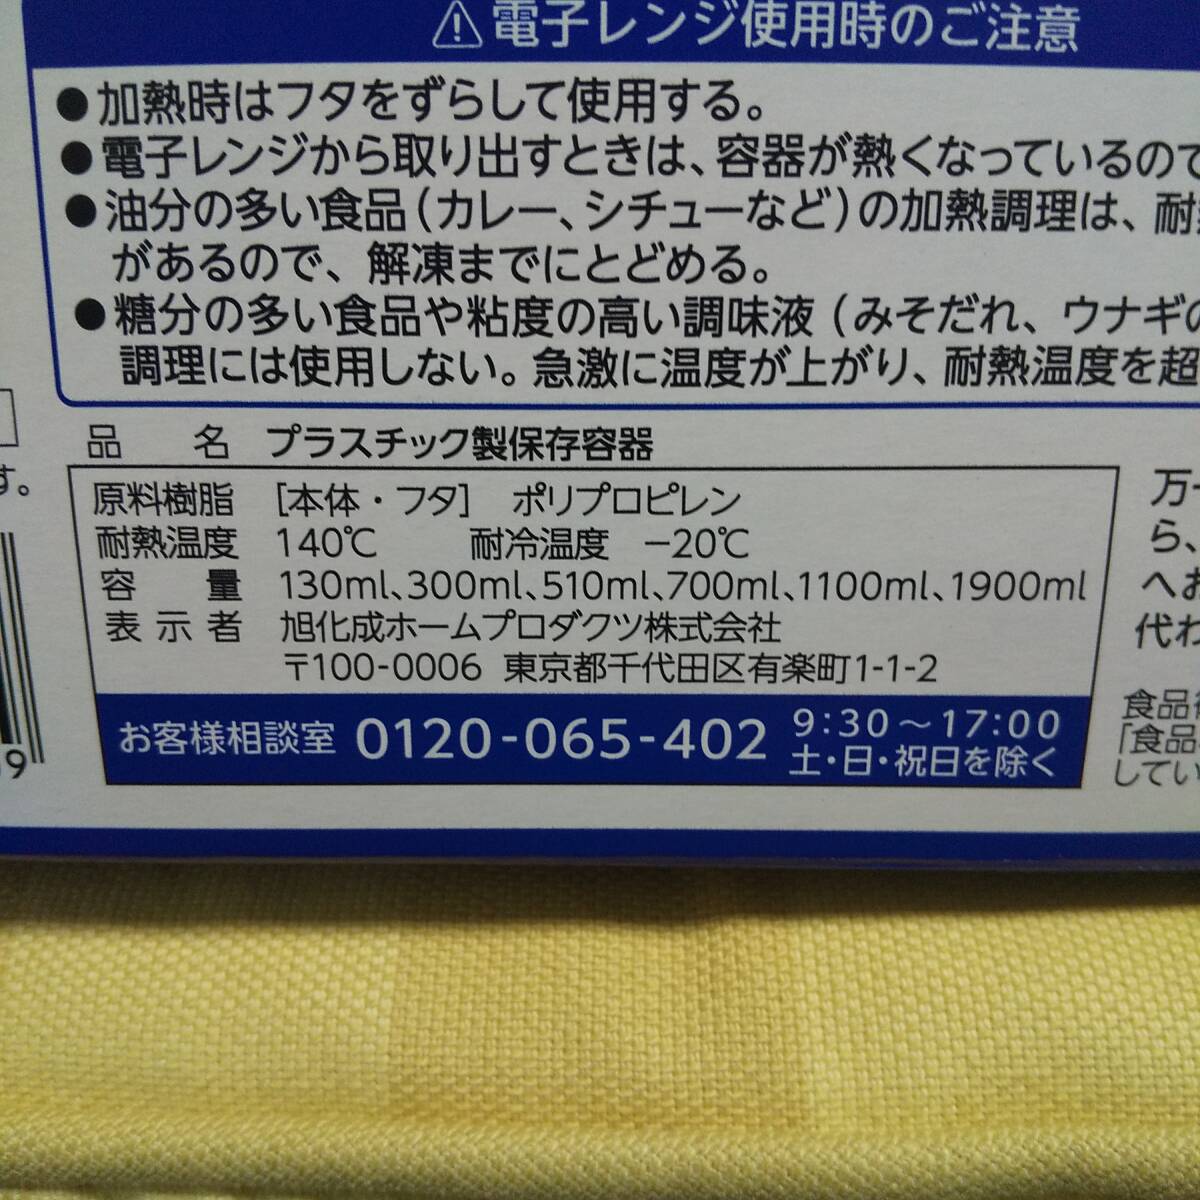 ⚠電子レンジ使用時のご注意
●加熱時はフタをずらして使用する。
●電子レンジから取り出すときは、容器が熱くなっているので
●油分の多い食品(カレー、シチューなど)の加熱調理は、耐
があるので、解凍までにとどめる。
●糖分の多い食品や粘度の高い調味液(みそだれ、ウナギの
調理には使用しない。急激に温度が上がり、耐熱温度を超
す。
9
品名 プラスチック製保存容器
原料樹脂 [本体・フタ] ポリプロピレン
耐熱温度 140℃ 耐冷温度 −20℃
容量 130ml、300ml、510ml、700ml、1100ml、1900ml
表示者 旭化成ホームプロダクツ株式会社
〒100-0006 東京都千代田区有楽町1-1-2
お客様相談室 0120-065-402 9:30～17:00
土・日・祝日を除く
万一
ら、
へお
代わ
食品衛
「食品
してい